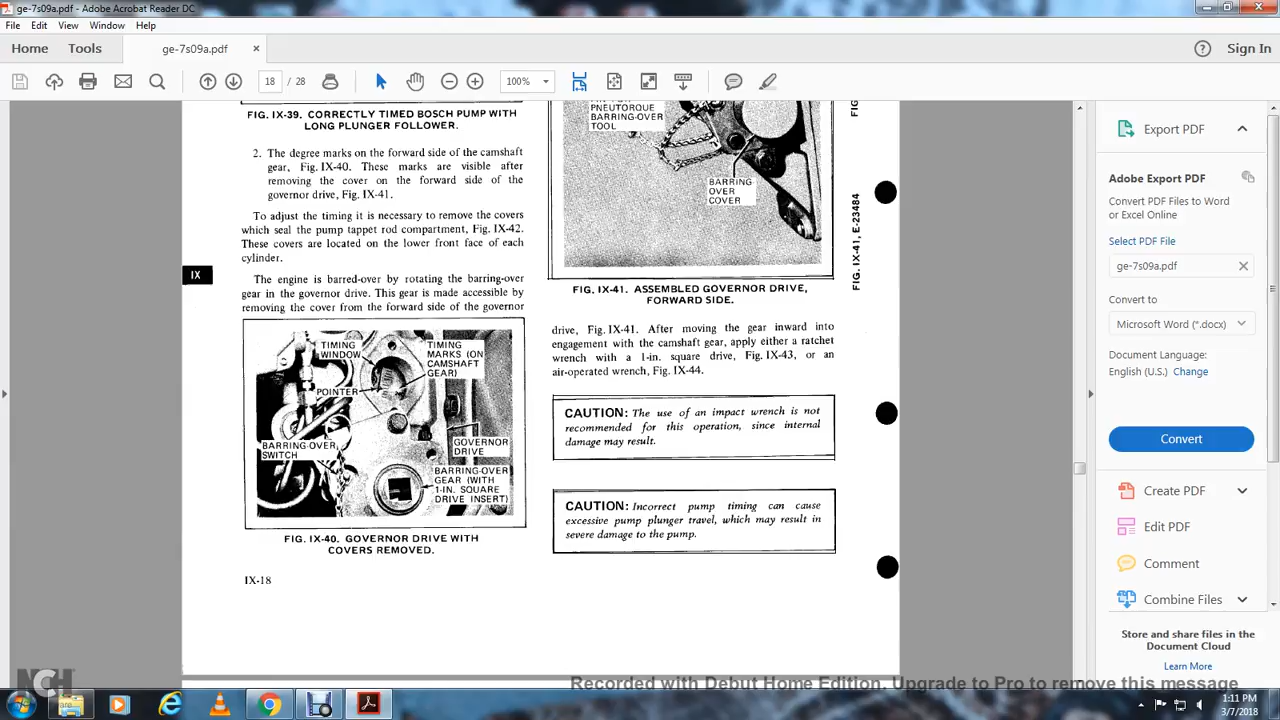 ge-7s09a.pdf - Adobe Acrobat Reader DC
File Edit View Window Help
Home Tools ge-7s09a.pdf × Sign In
18 / 28 100%
FIG. IX-39. CORRECTLY TIMED BOSCH PUMP WITH
LONG PLUNGER FOLLOWER.
2. The degree marks on the forward side of the camshaft
gear, Fig. IX-40. These marks are visible after
removing the cover on the forward side of the
governor drive, Fig. IX-41.
To adjust the timing it is necessary to remove the covers
which seal the pump tappet rod compartment, Fig. IX-42.
These covers are located on the lower front face of each
cylinder.
IX
The engine is barred-over by rotating the barring-over
gear in the governor drive. This gear is made accessible by
removing the cover from the forward side of the governor
TIMING
WINDOW
TIMING
MARKS (ON
CAMSHAFT
GEAR)
POINTER
BARRING-OVER
SWITCH
GOVERNOR
DRIVE
BARRING-OVER
GEAR (WITH
1-IN. SQUARE
DRIVE INSERT)
FIG. IX-40. GOVERNOR DRIVE WITH
COVERS REMOVED.
IX-18
PNEUTORQUE
BARRING-OVER
TOOL
BARRING
OVER
COVER
FIG. IX-41, E-23484
FIG. IX-41. ASSEMBLED GOVERNOR DRIVE,
FORWARD SIDE.
drive, Fig. IX-41. After moving the gear inward into
engagement with the camshaft gear, apply either a ratchet
wrench with a 1-in. square drive, Fig. IX-43, or an
air-operated wrench, Fig. IX-44.
CAUTION: The use of an impact wrench is not
recommended for this operation, since internal
damage may result.
CAUTION: Incorrect pump timing can cause
excessive pump plunger travel, which may result in
severe damage to the pump.
Export PDF
Adobe Export PDF
Convert PDF Files to Word
or Excel Online
Select PDF File
ge-7s09a.pdf
Convert to
Microsoft Word (*.docx)
Document Language:
English (U.S.) Change
Convert
Create PDF
Edit PDF
Comment
Combine Files
Store and share files in the
Document Cloud
Learn More
NCH
Recorded with Debut Home Edition. Upgrade to Pro to remove this message
1:11 PM
3/7/2018